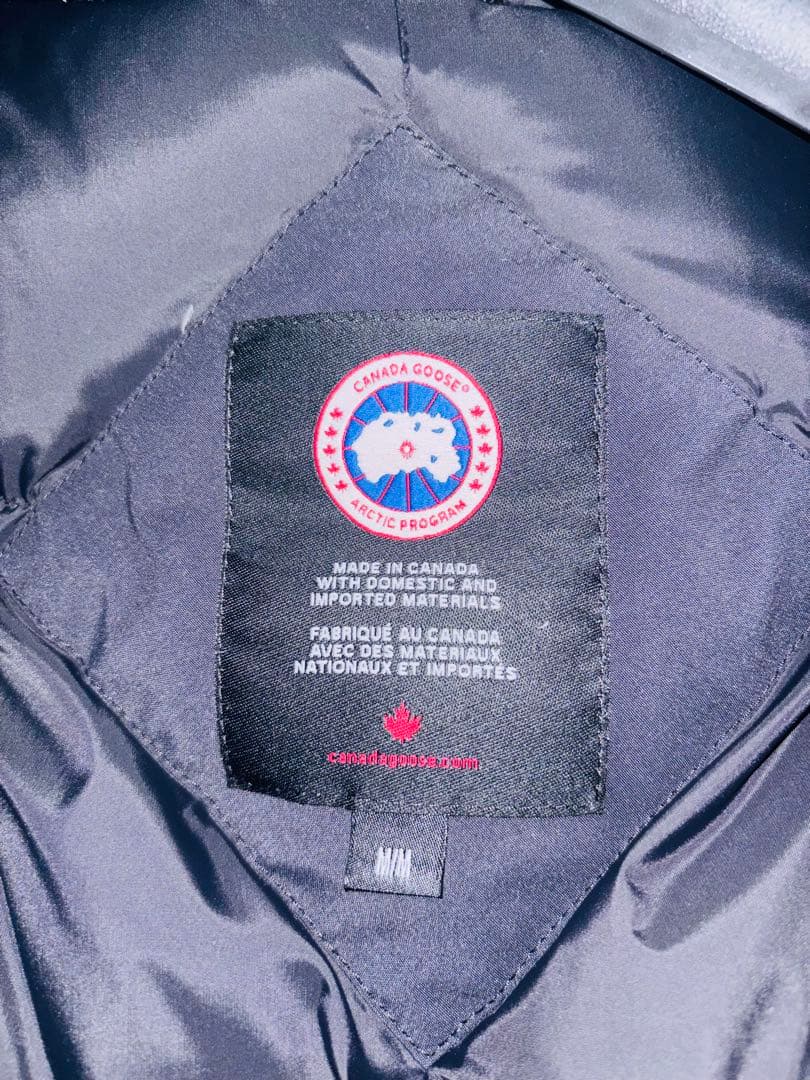 CANADA GOOSE®
ARCTIC PROGRAM
MADE IN CANADA
WITH DOMESTIC AND
IMPORTED MATERIALS
FABRIQUÉ AU CANADA
AVEC DES MATERIAUX
NATIONAUX ET IMPORTÉS
canadagoose.com
M/M